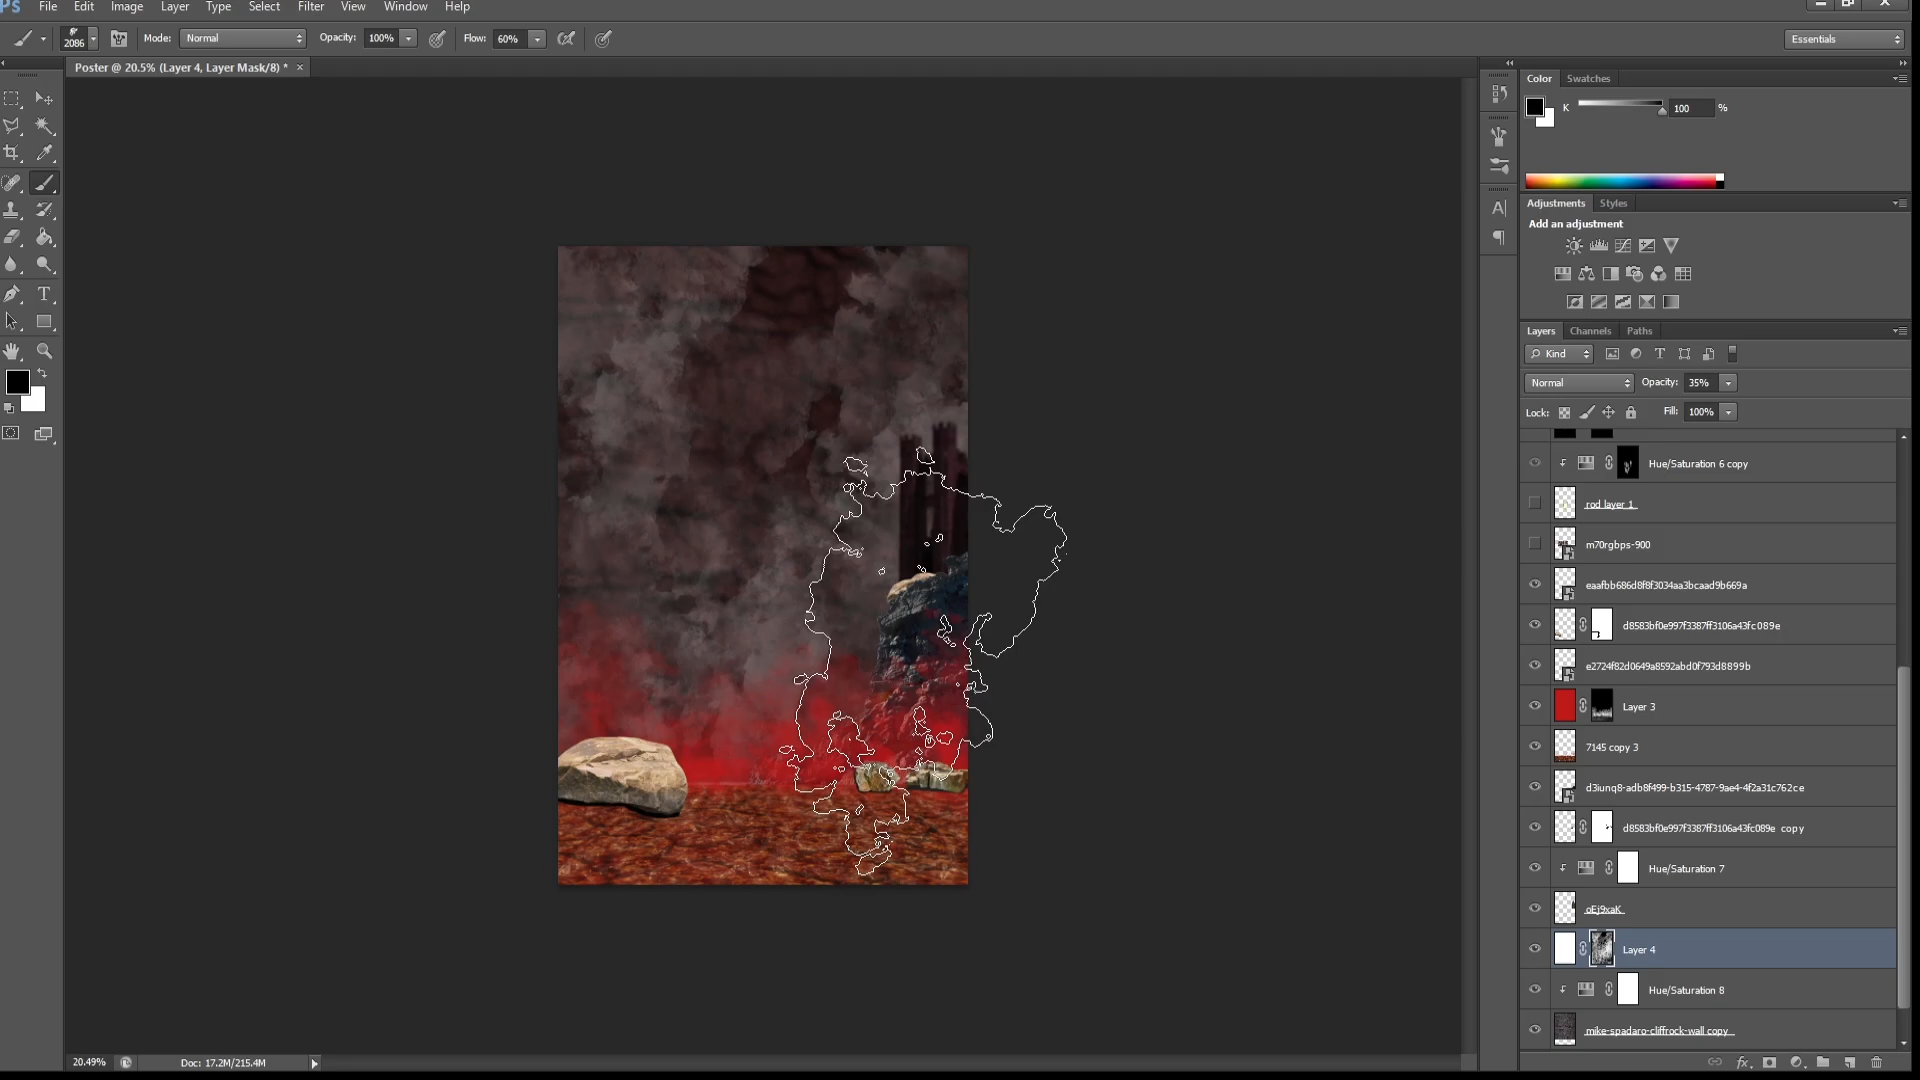 PS File Edit Image Layer Type Select Filter View Window Help
2086 Mode: Normal Opacity: 100% Flow: 60% Essentials
Poster @ 20.5% (Layer 4, Layer Mask/8) * ×
Color Swatches
K 100 %
Adjustments Styles
Add an adjustment
Layers Channels Paths
Kind
Normal Opacity: 35%
Lock: Fill: 100%
Hue/Saturation 6 copy
rod layer 1
m70rgbps-900
eaafbb686d8f8f3034aa3bcaad9b669a
d8583bf0e997f3387ff3106a43fc089e
e2724f82d0649a8592abd0f793d8899b
Layer 3
7145 copy 3
d3iunq8-adb8f499-b315-4787-9ae4-4f2a31c762ce
d8583bf0e997f3387ff3106a43fc089e copy
Hue/Saturation 7
oEj9xaK
Layer 4
Hue/Saturation 8
mike-spadaro-cliffrock-wall copy
20.49% Doc: 17.2M/215.4M